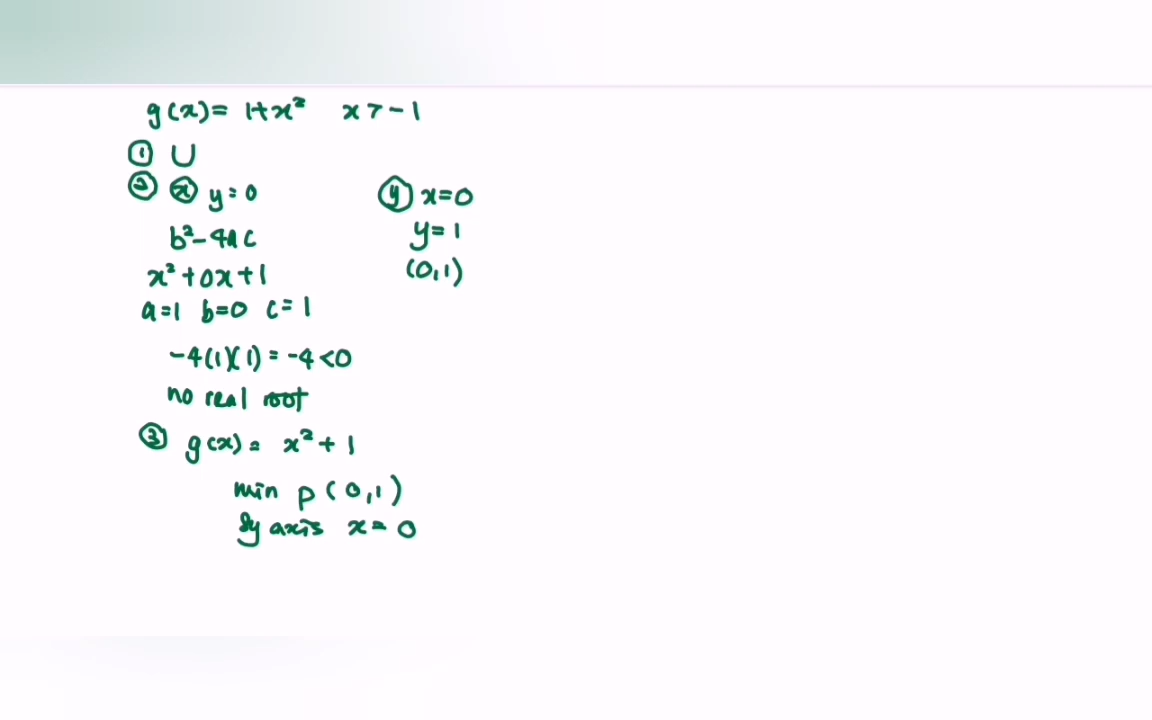 g(x)= 1+x² x > -1
① ∪
② ⓧ y=0
ⓨ x=0
b²-4ac
y=1
x²+0x+1
(0,1)
a=1 b=0 c=1
-4(1)(1)=-4<0
no real root
③ g(x)= x²+1
min p(0,1)
Sy axis x=0